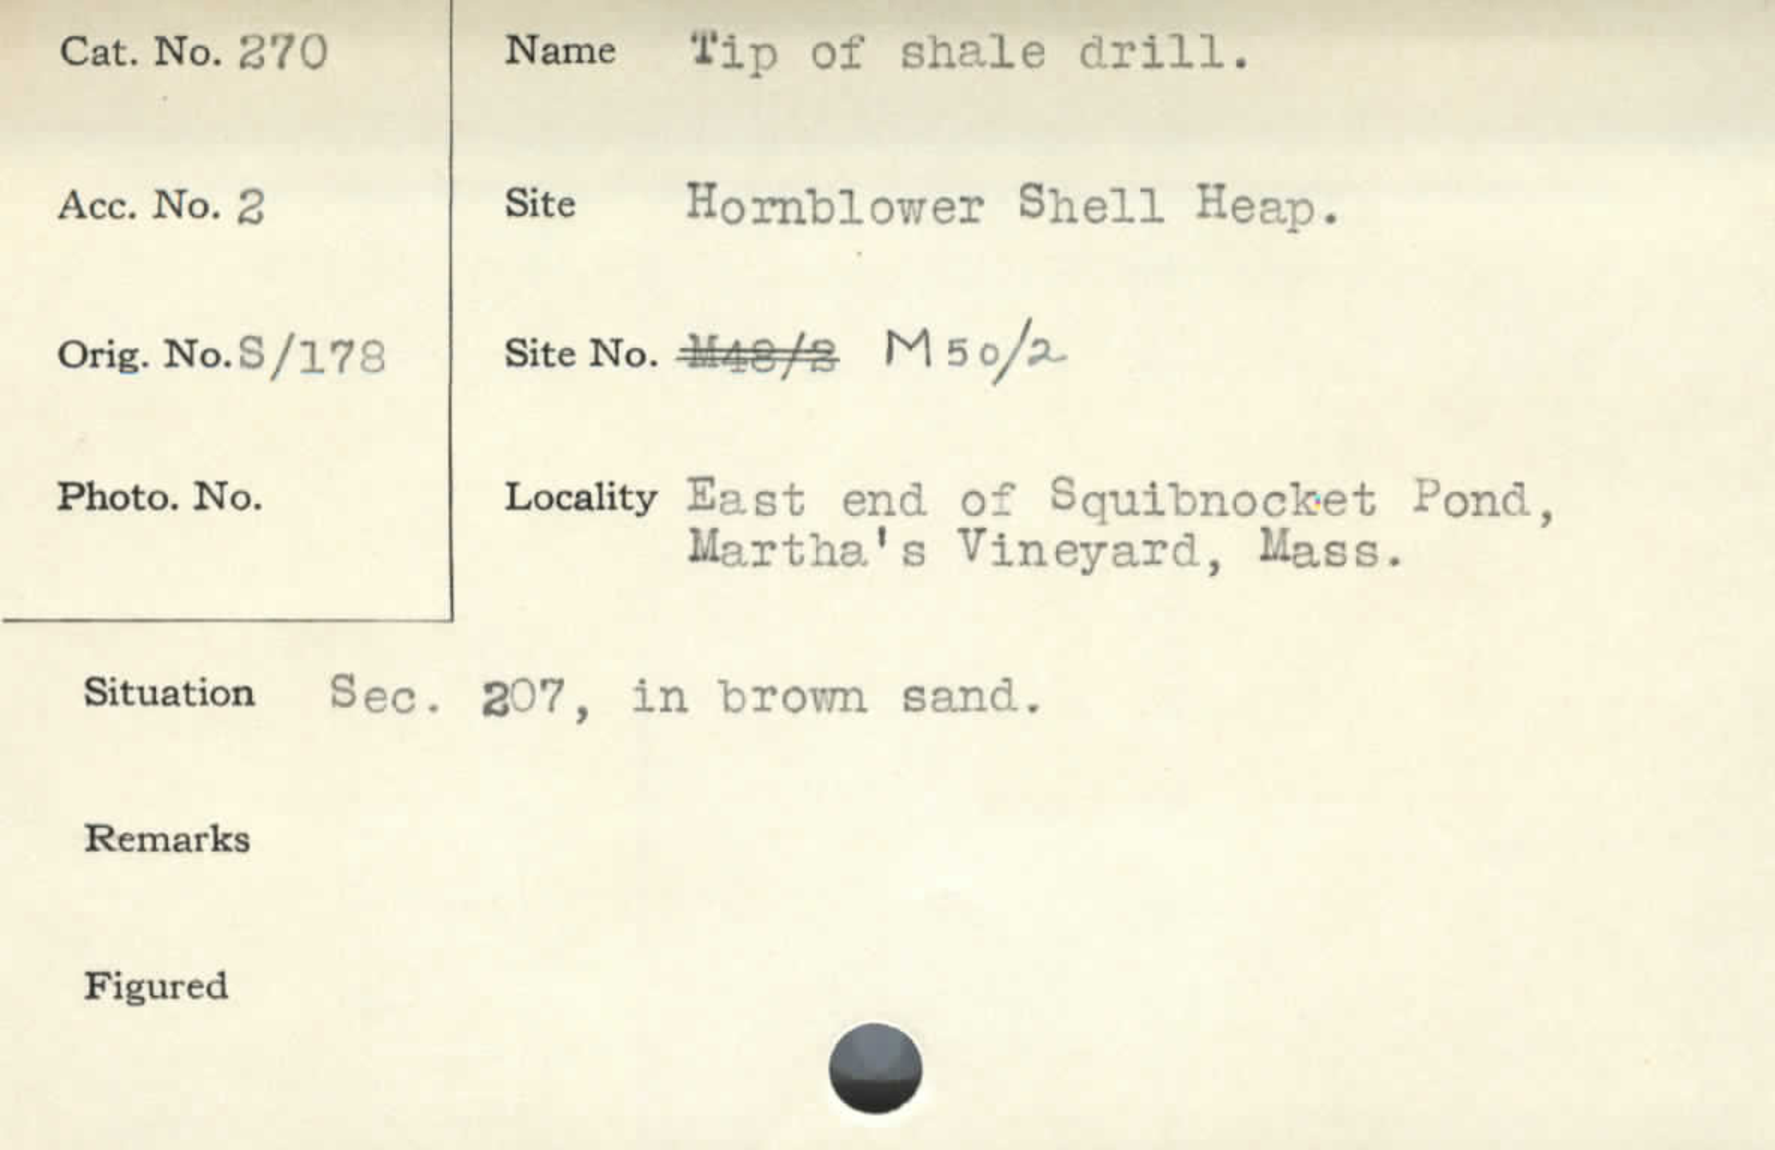 Cat. No. 270
Name Tip of shale drill.
Acc. No. 2
Site Hornblower Shell Heap.
Orig. No. S/178
Site No. M48/2 M50/2
Photo. No.
Locality East end of Squibnocket Pond,
Martha's Vineyard, Mass.
Situation Sec. 207, in brown sand.
Remarks
Figured